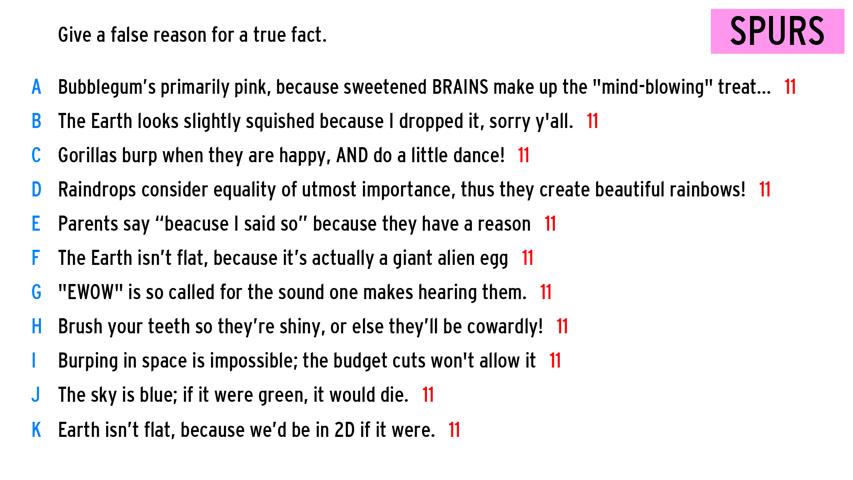 Give a false reason for a true fact.
SPURS
A Bubblegum's primarily pink, because sweetened BRAINS make up the "mind-blowing" treat... 11
B The Earth looks slightly squished because I dropped it, sorry y'all. 11
C Gorillas burp when they are happy, AND do a little dance! 11
D Raindrops consider equality of utmost importance, thus they create beautiful rainbows! 11
E Parents say “beacuse I said so” because they have a reason 11
F The Earth isn't flat, because it's actually a giant alien egg 11
G "EWOW" is so called for the sound one makes hearing them. 11
H Brush your teeth so they're shiny, or else they'll be cowardly! 11
I Burping in space is impossible; the budget cuts won't allow it 11
J The sky is blue; if it were green, it would die. 11
K Earth isn't flat, because we'd be in 2D if it were. 11